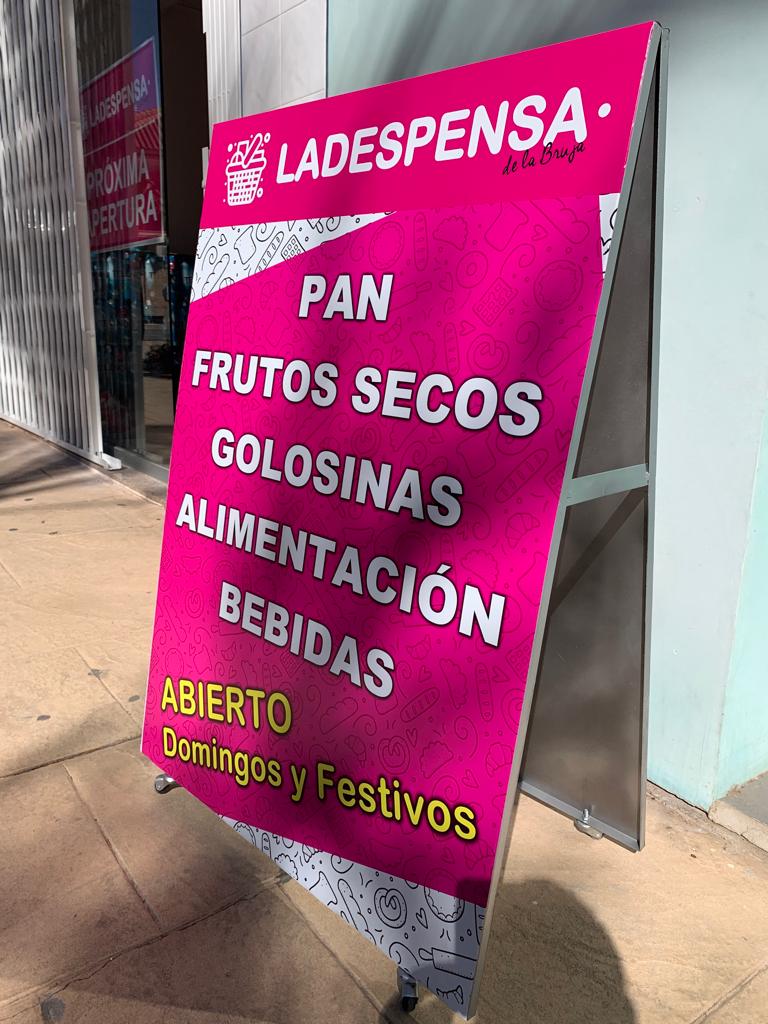 LADESPENSA
de la Bruja
PAN
FRUTOS SECOS
GOLOSINAS
ALIMENTACIÓN
BEBIDAS
ABIERTO
Domingos y Festivos
LADESPENSA
PRÓXIMA
APERTURA